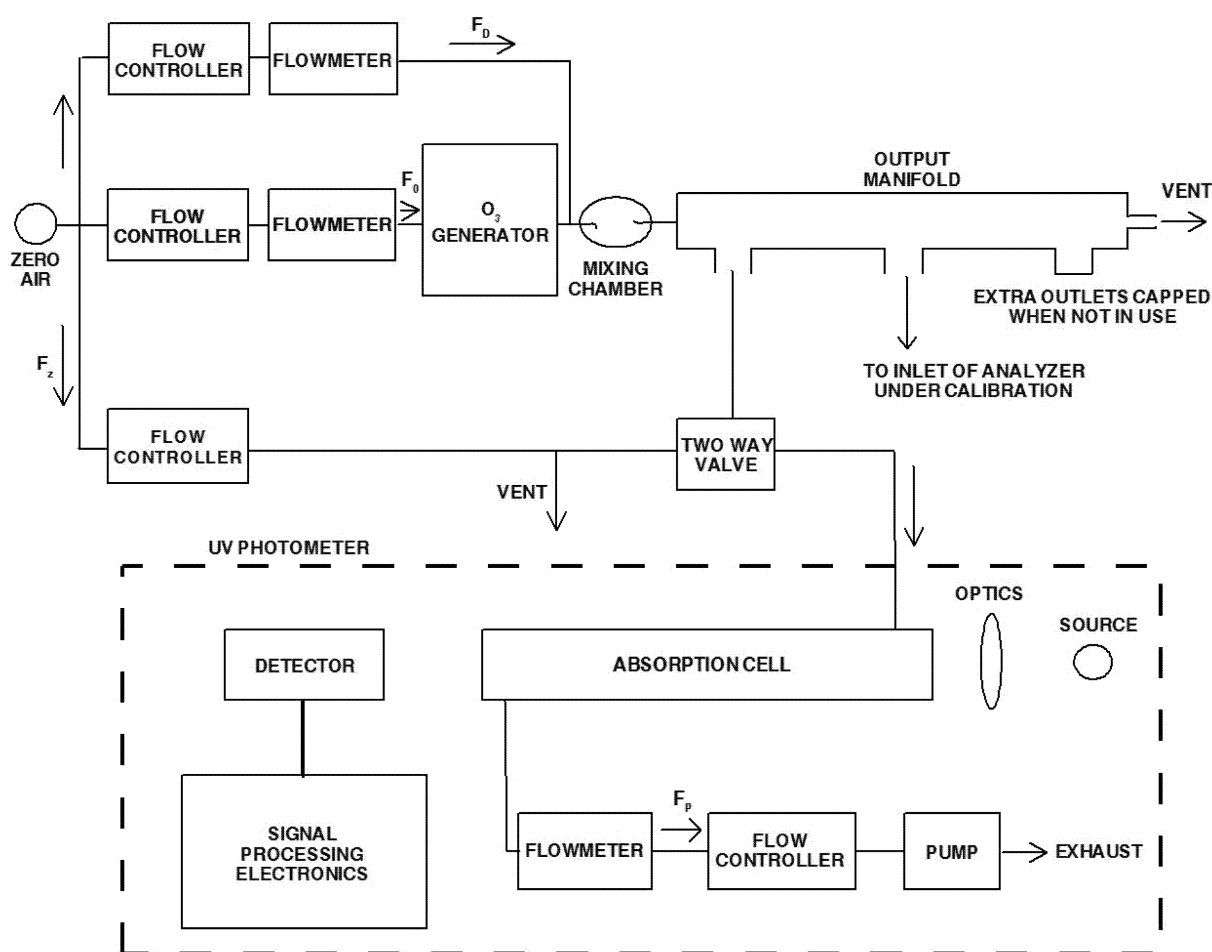 F_D
FLOW
CONTROLLER
FLOWMETER
ZERO
AIR
FLOW
CONTROLLER
FLOWMETER
F_0
O_3
GENERATOR
MIXING
CHAMBER
OUTPUT
MANIFOLD
VENT
EXTRA OUTLETS CAPPED
WHEN NOT IN USE
TO INLET OF ANALYZER
UNDER CALIBRATION
F_z
FLOW
CONTROLLER
VENT
TWO WAY
VALVE
UV PHOTOMETER
DETECTOR
ABSORPTION CELL
OPTICS
SOURCE
SIGNAL
PROCESSING
ELECTRONICS
FLOWMETER
F_p
FLOW
CONTROLLER
PUMP
EXHAUST